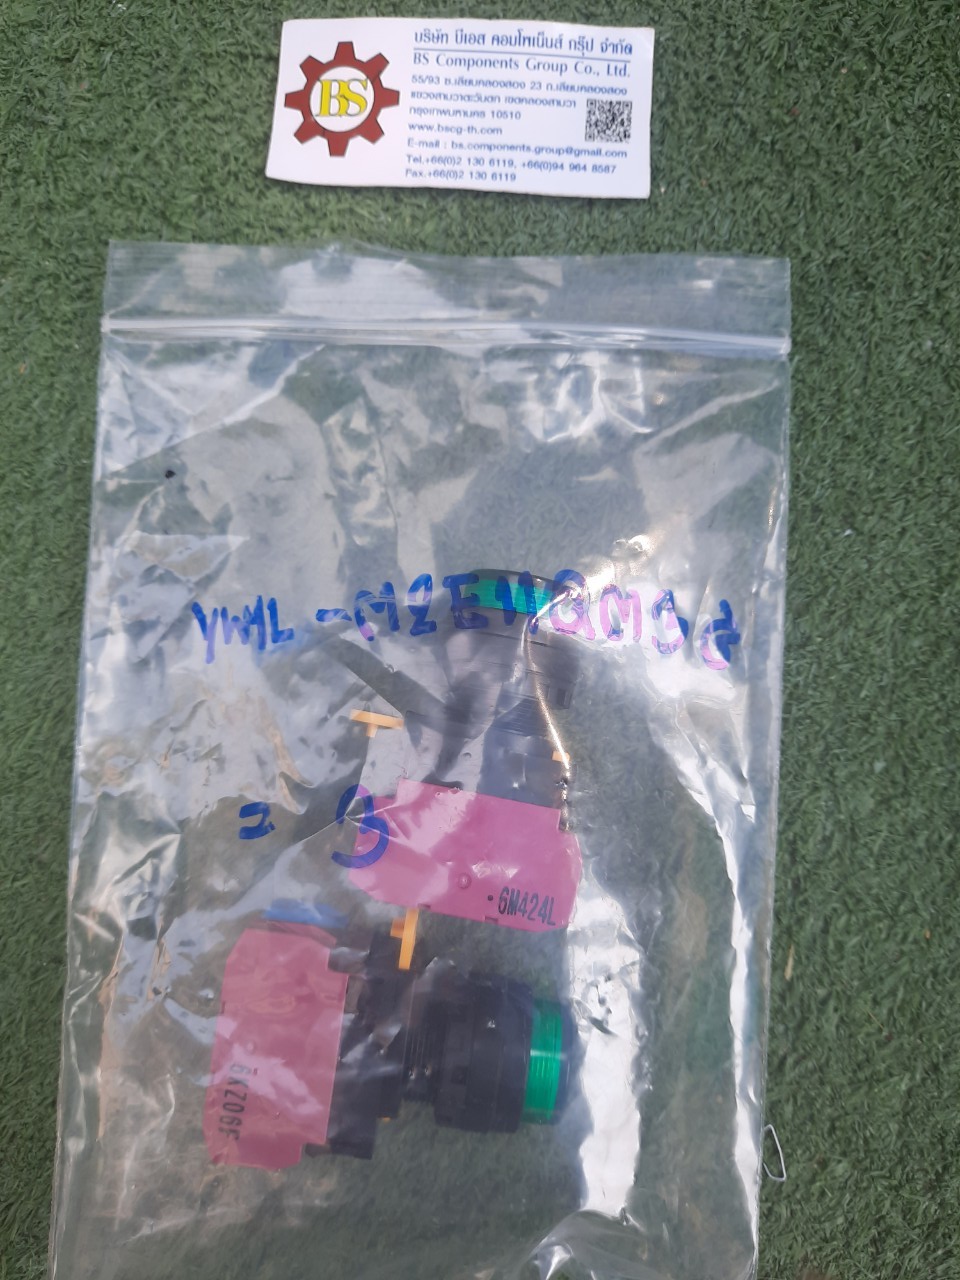 บริษัท บีเอส คอมโพเน็นส์ กรุ๊ป จำกัด
BS Components Group Co., Ltd.
55/93 ซ.เลียบคลองสอง 23 ถ.เลียบคลองสอง
แขวงสามวาตะวันตก เขตคลองสามวา
กรุงเทพมหานคร 10510
www.bscg-th.com
E-mail : bs.components.group@gmail.com
Tel.+66(0)2 130 6119, +66(0)94 964 8587
Fax.+66(0)2 130 6119
BS
YW1L-M2E11QM3
= 3
6M424L